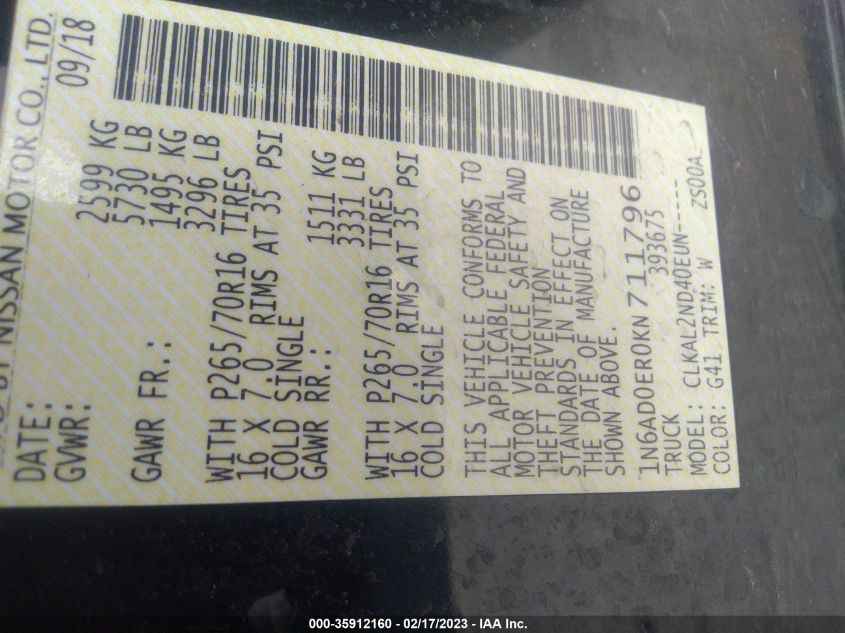 BY NISSAN MOTOR CO., LTD.
DATE: 09/18
GVWR: 2599 KG
5730 LB
GAWR FR.: 1495 KG
3296 LB
WITH P265/70R16 TIRES
16 X 7.0 RIMS AT 35 PSI
COLD SINGLE
GAWR RR.: 1511 KG
3331 LB
WITH P265/70R16 TIRES
16 X 7.0 RIMS AT 35 PSI
COLD SINGLE
THIS VEHICLE CONFORMS TO
ALL APPLICABLE FEDERAL
MOTOR VEHICLE SAFETY AND
THEFT PREVENTION
STANDARDS IN EFFECT ON
THE DATE OF MANUFACTURE
SHOWN ABOVE.
1N6AD0ER0KN711796
TRUCK 393675
MODEL: CLKAL2ND40EUN-----
COLOR: G41 TRIM: W ZS00A
000-35912160 - 02/17/2023 - IAA Inc.